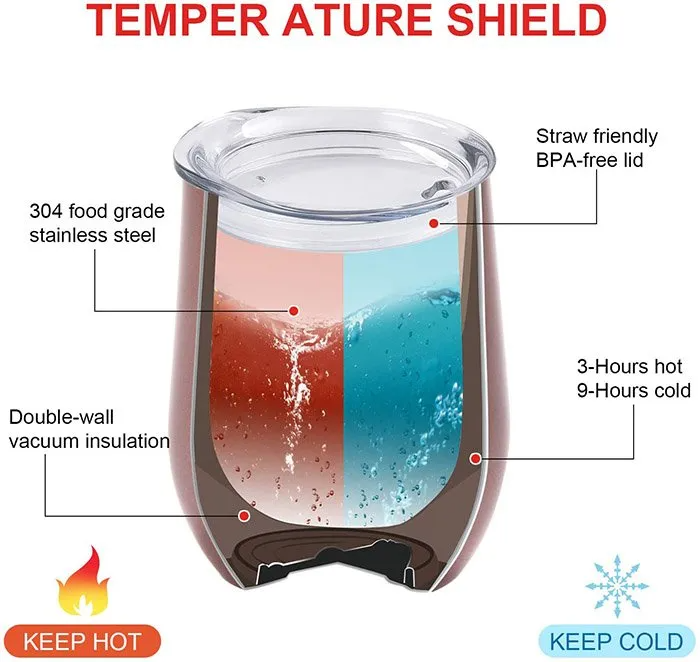 TEMPER ATURE SHIELD
Straw friendly
BPA-free lid
304 food grade
stainless steel
3-Hours hot
9-Hours cold
Double-wall
vacuum insulation
KEEP HOT
KEEP COLD